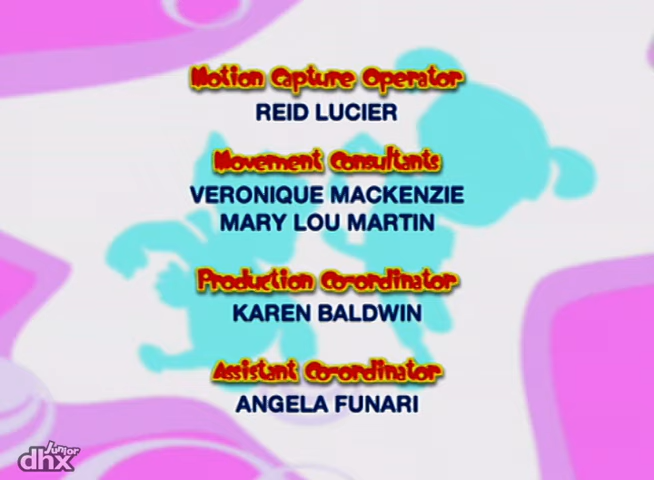 Motion Capture Operator
REID LUCIER
Movement Consultants
VERONIQUE MACKENZIE
MARY LOU MARTIN
Production Co-ordinator
KAREN BALDWIN
Assistant Co-ordinator
ANGELA FUNARI
Junior
dhx